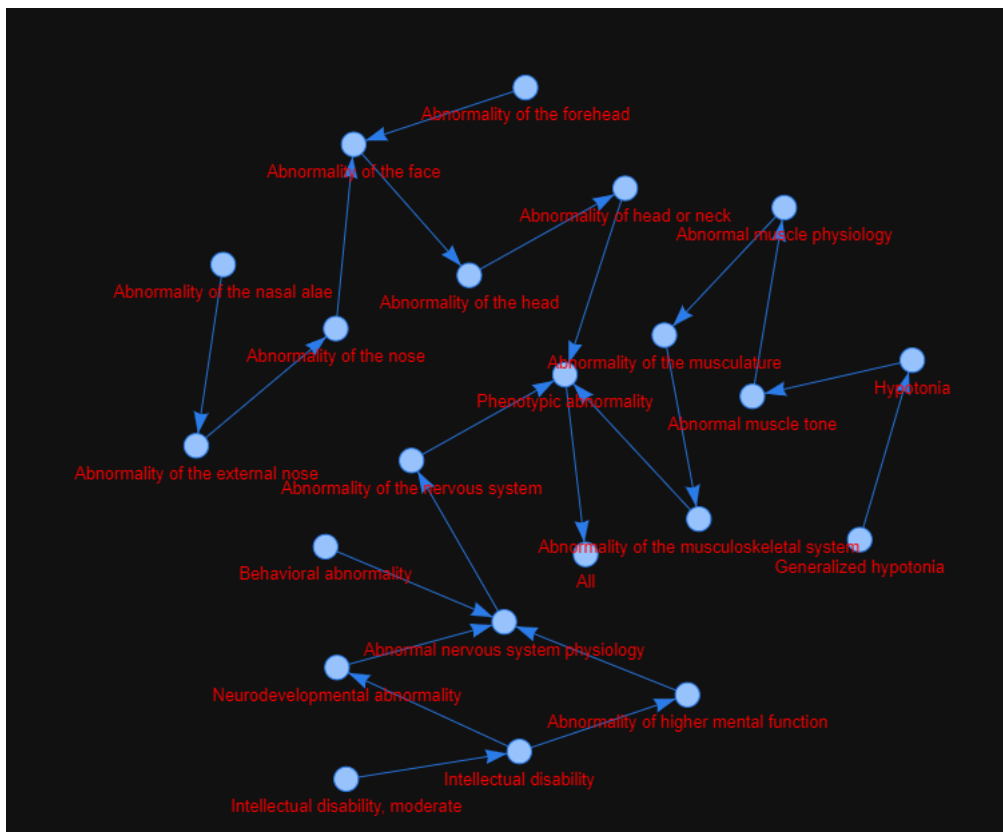 Abnormality of the forehead
Abnormality of the face
Abnormality of head or neck
Abnormal muscle physiology
Abnormality of the nasal alae
Abnormality of the head
Abnormality of the nose
Abnormality of the musculature
Hypotonia
Phenotypic abnormality
Abnormal muscle tone
Abnormality of the external nose
Abnormality of the nervous system
Abnormality of the musculoskeletal system
Generalized hypotonia
Behavioral abnormality
All
Abnormal nervous system physiology
Neurodevelopmental abnormality
Abnormality of higher mental function
Intellectual disability
Intellectual disability, moderate